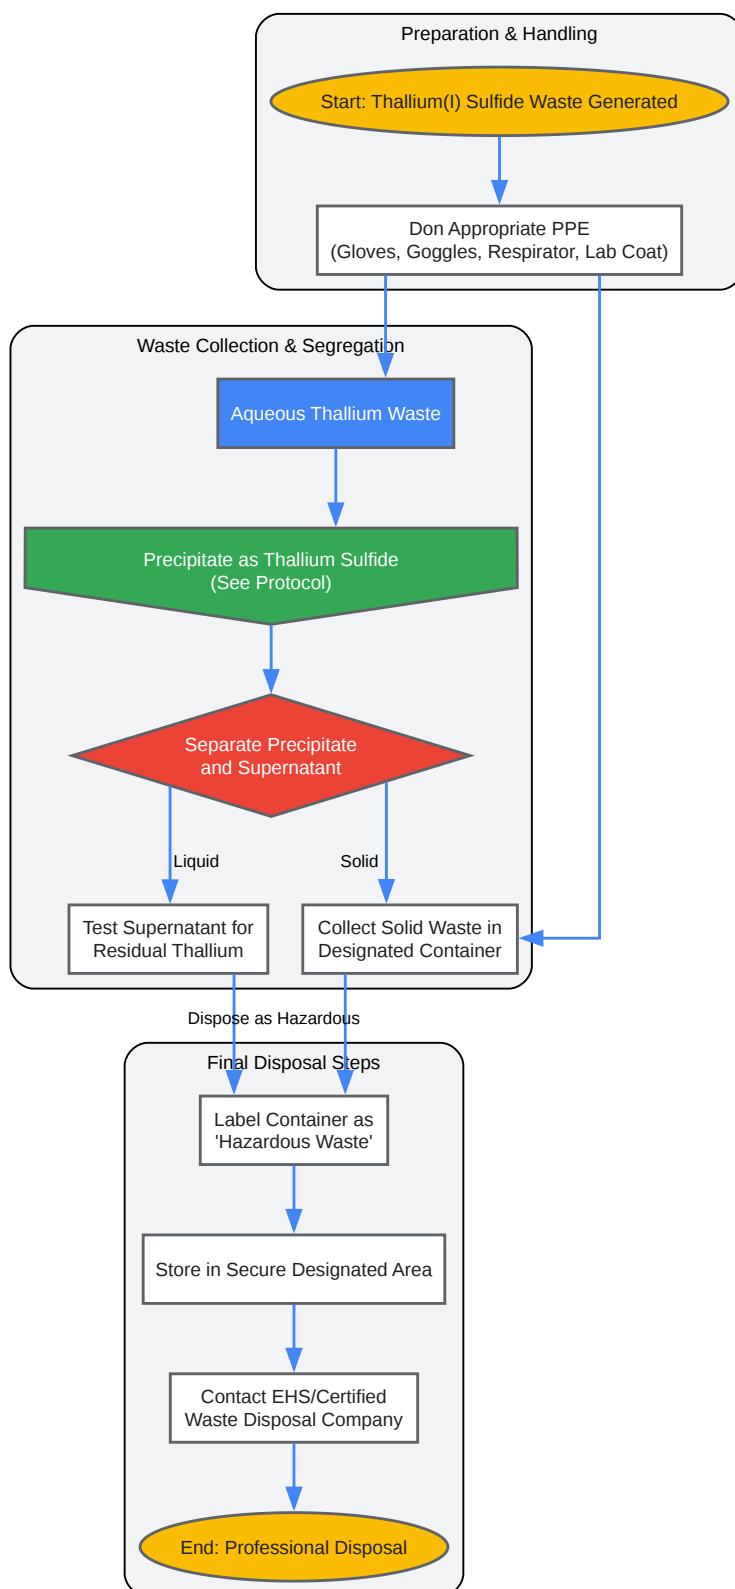 Preparation & Handling
Start: Thallium(I) Sulfide Waste Generated
Don Appropriate PPE
(Gloves, Goggles, Respirator, Lab Coat)
Waste Collection & Segregation
Aqueous Thallium Waste
Precipitate as Thallium Sulfide
(See Protocol)
Separate Precipitate
and Supernatant
Liquid
Solid
Test Supernatant for
Residual Thallium
Collect Solid Waste in
Designated Container
Dispose as Hazardous
Final Disposal Steps
Label Container as
'Hazardous Waste'
Store in Secure Designated Area
Contact EHS/Certified
Waste Disposal Company
End: Professional Disposal